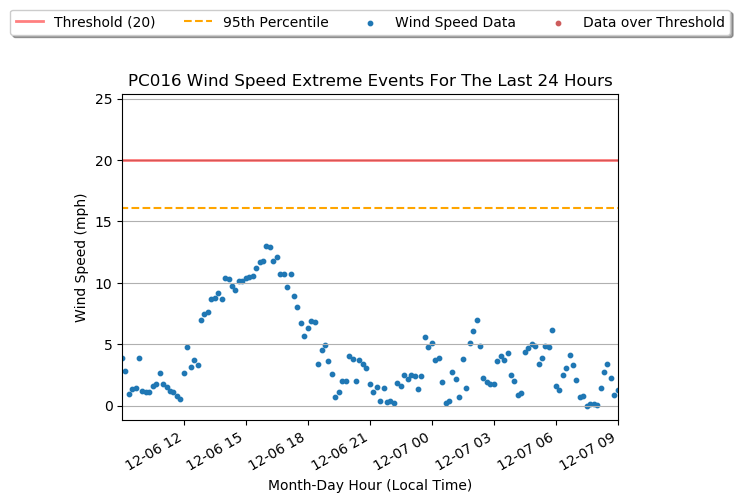 Threshold (20) 95th Percentile Wind Speed Data Data over Threshold
PC016 Wind Speed Extreme Events For The Last 24 Hours
25
20
15
10
5
0
Wind Speed (mph)
12-06 12 12-06 15 12-06 18 12-06 21 12-07 00 12-07 03 12-07 06 12-07 09
Month-Day Hour (Local Time)